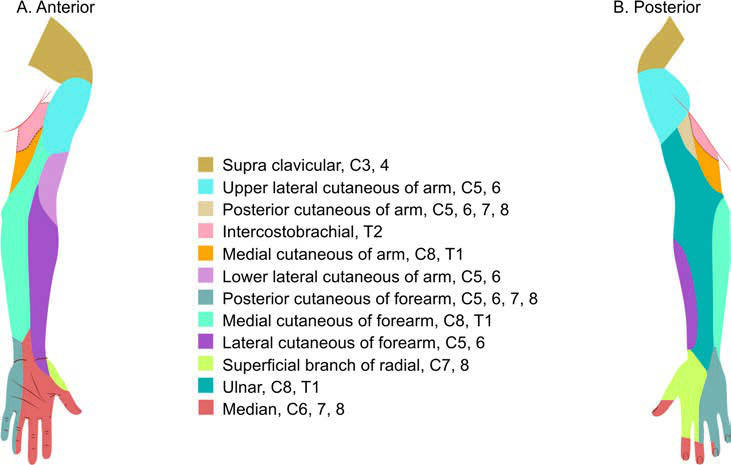 A. Anterior
B. Posterior
Supra clavicular, C3, 4
Upper lateral cutaneous of arm, C5, 6
Posterior cutaneous of arm, C5, 6, 7, 8
Intercostobrachial, T2
Medial cutaneous of arm, C8, T1
Lower lateral cutaneous of arm, C5, 6
Posterior cutaneous of forearm, C5, 6, 7, 8
Medial cutaneous of forearm, C8, T1
Lateral cutaneous of forearm, C5, 6
Superficial branch of radial, C7, 8
Ulnar, C8, T1
Median, C6, 7, 8